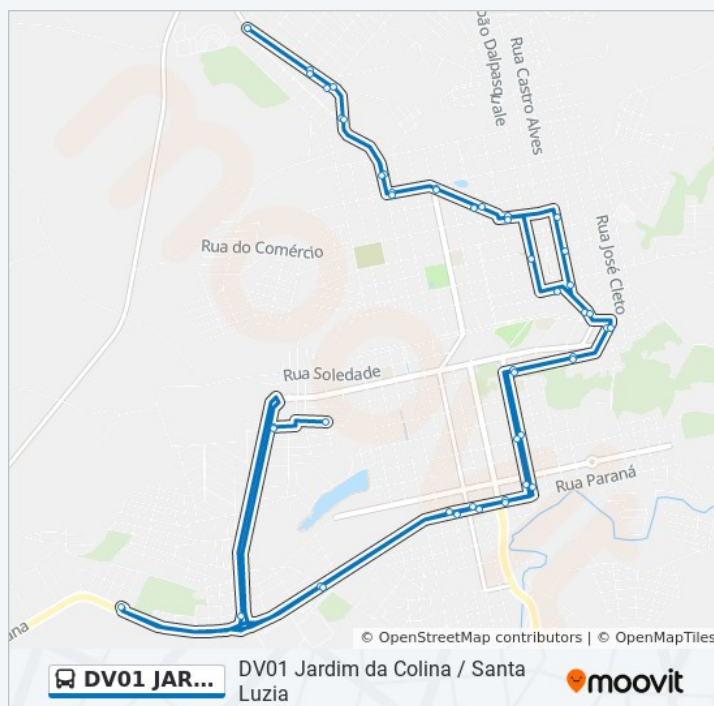 João Dalpasquale
Rua Castro Alves
Rua José Cleto
Rua do Comércio
Rua Soledade
Rua Paraná
ana
© OpenStreetMap contributors | © OpenMapTiles
DV01 JAR...
DV01 Jardim da Colina / Santa
Luzia
moovit